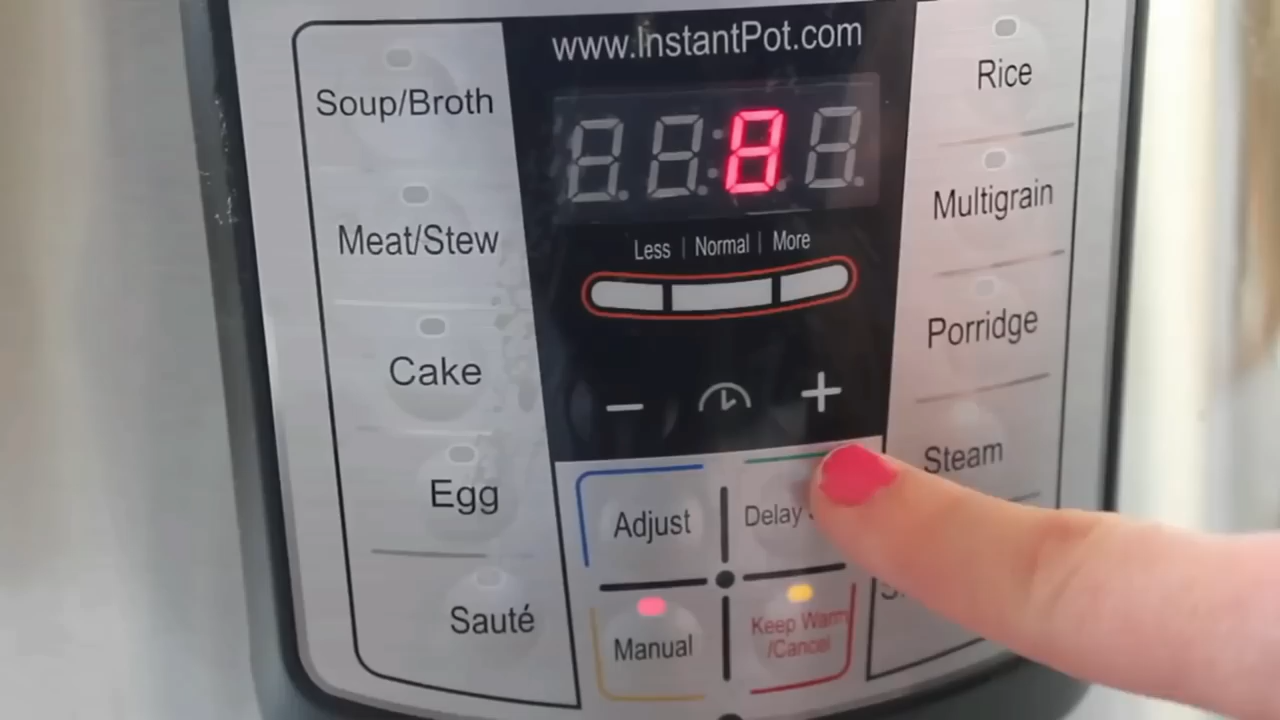 www.InstantPot.com
8
Less | Normal | More
Soup/Broth
Meat/Stew
Cake
Egg
Sauté
Rice
Multigrain
Porridge
Steam
− +
Adjust
Delay
Manual
Keep Warm
/Cancel